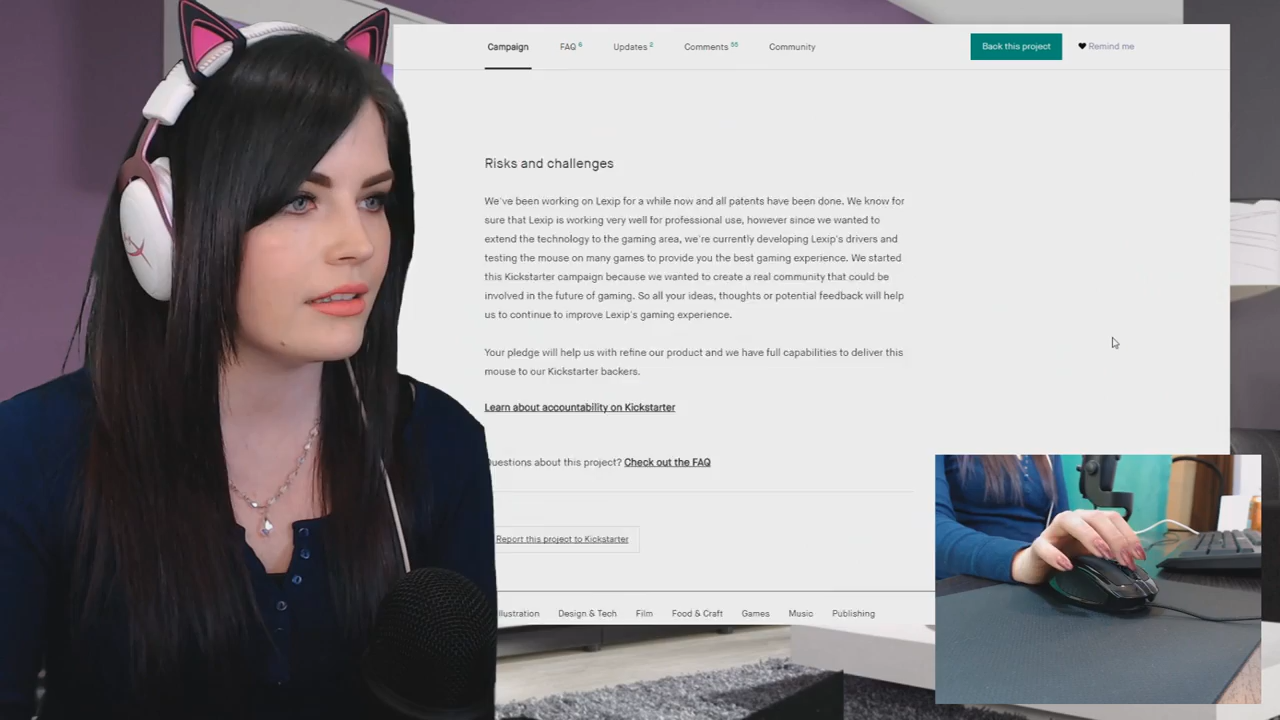 Campaign FAQ 6 Updates 2 Comments 55 Community Back this project Remind me
Risks and challenges
We've been working on Lexip for a while now and all patents have been done. We know for
sure that Lexip is working very well for professional use, however since we wanted to
extend the technology to the gaming area, we're currently developing Lexip's drivers and
testing the mouse on many games to provide you the best gaming experience. We started
this Kickstarter campaign because we wanted to create a real community that could be
involved in the future of gaming. So all your ideas, thoughts or potential feedback will help
us to continue to improve Lexip's gaming experience.
Your pledge will help us with refine our product and we have full capabilities to deliver this
mouse to our Kickstarter backers.
Learn about accountability on Kickstarter
uestions about this project? Check out the FAQ
Report this project to Kickstarter
llustration Design & Tech Film Food & Craft Games Music Publishing